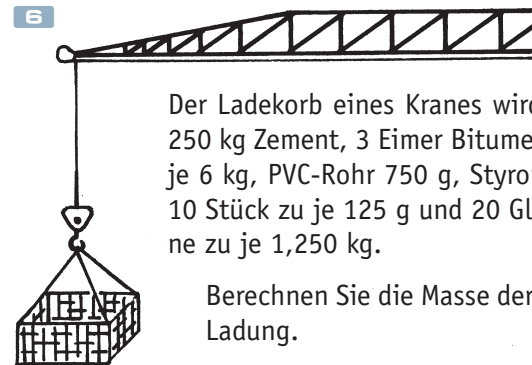 6
Der Ladekorb eines Kranes wird
250 kg Zement, 3 Eimer Bitume
je 6 kg, PVC-Rohr 750 g, Styro
10 Stück zu je 125 g und 20 Gl
ne zu je 1,250 kg.
Berechnen Sie die Masse der
Ladung.